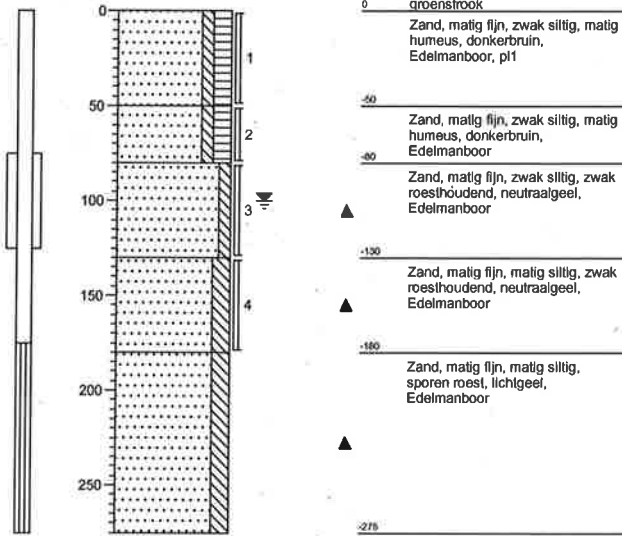 0
50
100
150
200
250
1
2
3
4
0 groenstrook
Zand, matig fijn, zwak siltig, matig
humeus, donkerbruin,
Edelmanboor, pl1
-50
Zand, matig fijn, zwak siltig, matig
humeus, donkerbruin,
Edelmanboor
-80
Zand, matig fijn, zwak siltig, zwak
roesthoudend, neutraalgeel,
Edelmanboor
-130
Zand, matig fijn, matig siltig, zwak
roesthoudend, neutraalgeel,
Edelmanboor
-180
Zand, matig fijn, matig siltig,
sporen roest, lichtgeel,
Edelmanboor
-275